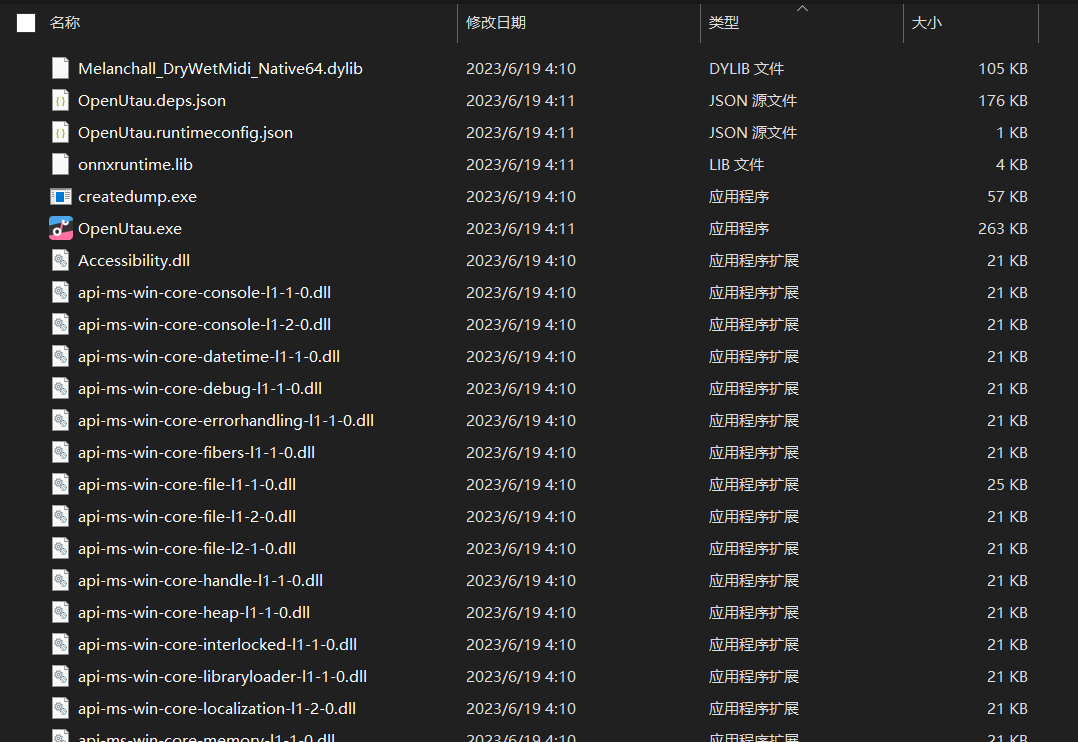 名称 修改日期 类型 大小
Melanchall_DryWetMidi_Native64.dylib 2023/6/19 4:10 DYLIB 文件 105 KB
OpenUtau.deps.json 2023/6/19 4:11 JSON 源文件 176 KB
OpenUtau.runtimeconfig.json 2023/6/19 4:11 JSON 源文件 1 KB
onnxruntime.lib 2023/6/19 4:11 LIB 文件 4 KB
createdump.exe 2023/6/19 4:10 应用程序 57 KB
OpenUtau.exe 2023/6/19 4:11 应用程序 263 KB
Accessibility.dll 2023/6/19 4:10 应用程序扩展 21 KB
api-ms-win-core-console-l1-1-0.dll 2023/6/19 4:10 应用程序扩展 21 KB
api-ms-win-core-console-l1-2-0.dll 2023/6/19 4:10 应用程序扩展 21 KB
api-ms-win-core-datetime-l1-1-0.dll 2023/6/19 4:10 应用程序扩展 21 KB
api-ms-win-core-debug-l1-1-0.dll 2023/6/19 4:10 应用程序扩展 21 KB
api-ms-win-core-errorhandling-l1-1-0.dll 2023/6/19 4:10 应用程序扩展 21 KB
api-ms-win-core-fibers-l1-1-0.dll 2023/6/19 4:10 应用程序扩展 21 KB
api-ms-win-core-file-l1-1-0.dll 2023/6/19 4:10 应用程序扩展 25 KB
api-ms-win-core-file-l1-2-0.dll 2023/6/19 4:10 应用程序扩展 21 KB
api-ms-win-core-file-l2-1-0.dll 2023/6/19 4:10 应用程序扩展 21 KB
api-ms-win-core-handle-l1-1-0.dll 2023/6/19 4:10 应用程序扩展 21 KB
api-ms-win-core-heap-l1-1-0.dll 2023/6/19 4:10 应用程序扩展 21 KB
api-ms-win-core-interlocked-l1-1-0.dll 2023/6/19 4:10 应用程序扩展 21 KB
api-ms-win-core-libraryloader-l1-1-0.dll 2023/6/19 4:10 应用程序扩展 21 KB
api-ms-win-core-localization-l1-2-0.dll 2023/6/19 4:10 应用程序扩展 21 KB
api-ms-win-core-memory-l1-1-0.dll 2023/6/19 4:10 应用程序扩展 21 KB